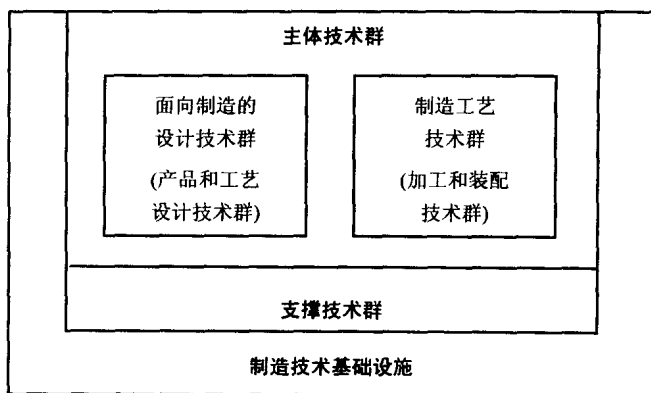 主体技术群
面向制造的
设计技术群
(产品和工艺
设计技术群)
制造工艺
技术群
(加工和装配
技术群)
支撑技术群
制造技术基础设施